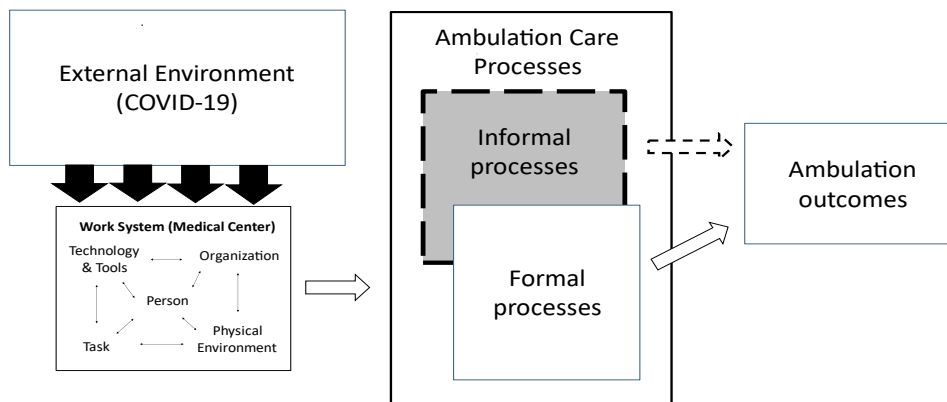 External Environment
(COVID-19)
Work System (Medical Center)
Technology
& Tools
Organization
Person
Task
Physical
Environment
Ambulation Care
Processes
Informal
processes
Formal
processes
Ambulation
outcomes